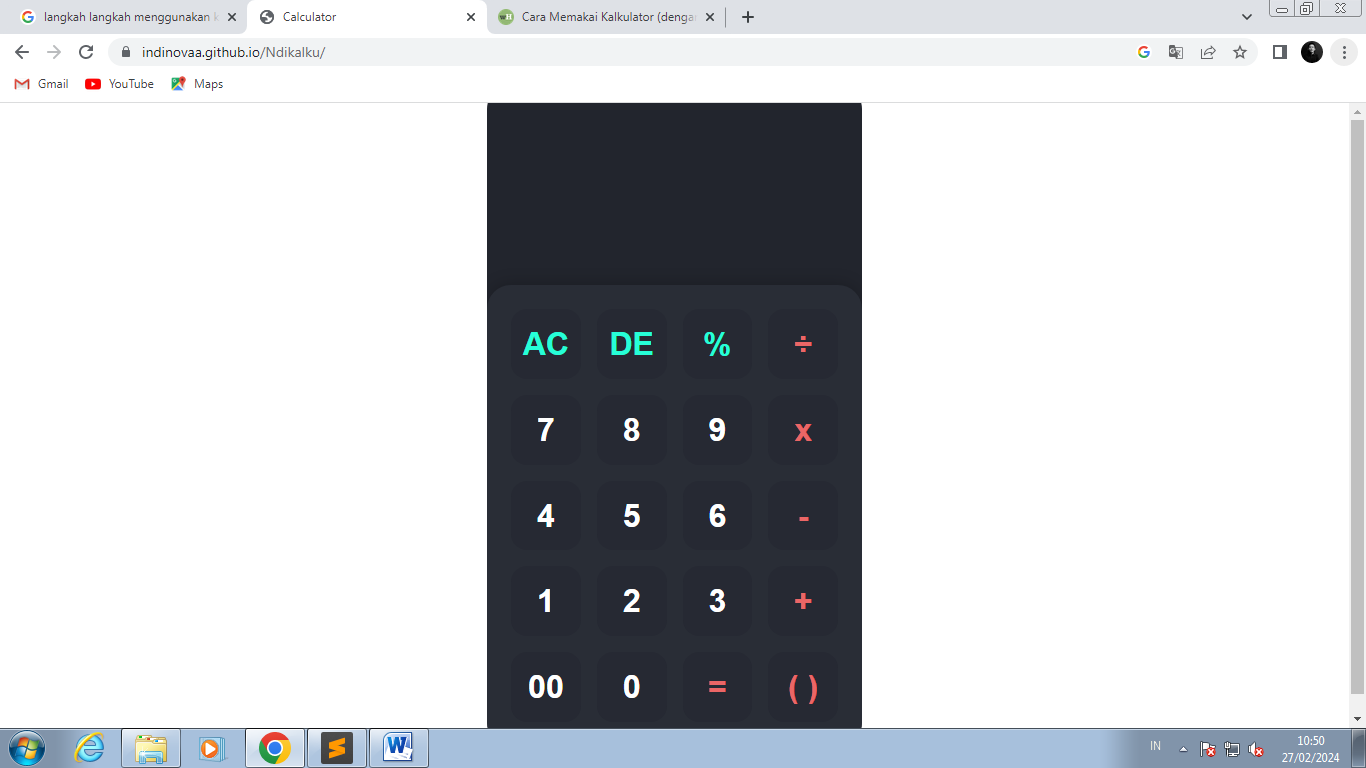 langkah langkah menggunakan k
Calculator
Cara Memakai Kalkulator (denga
indinovaa.github.io/Ndikalku/
Gmail
YouTube
Maps
AC DE % ÷
7 8 9 x
4 5 6 -
1 2 3 +
00 0 = ( )
IN
10:50
27/02/2024